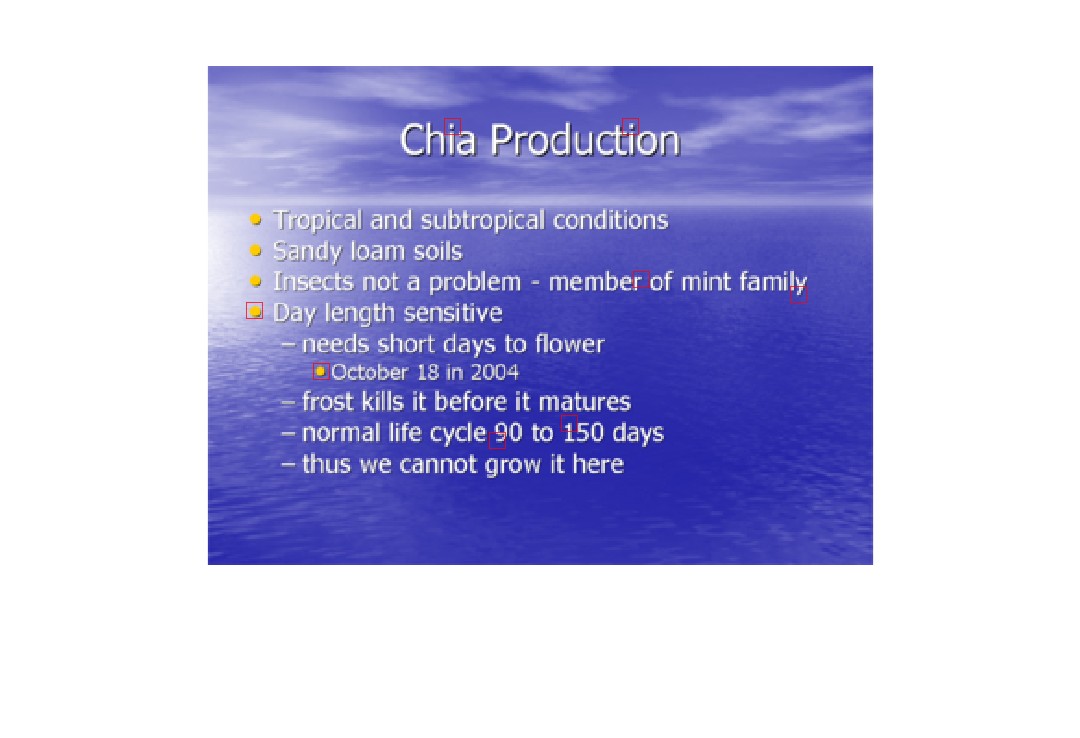 Chia Production
• Tropical and subtropical conditions
• Sandy loam soils
• Insects not a problem - member of mint family
• Day length sensitive
– needs short days to flower
• October 18 in 2004
– frost kills it before it matures
– normal life cycle 90 to 150 days
– thus we cannot grow it here